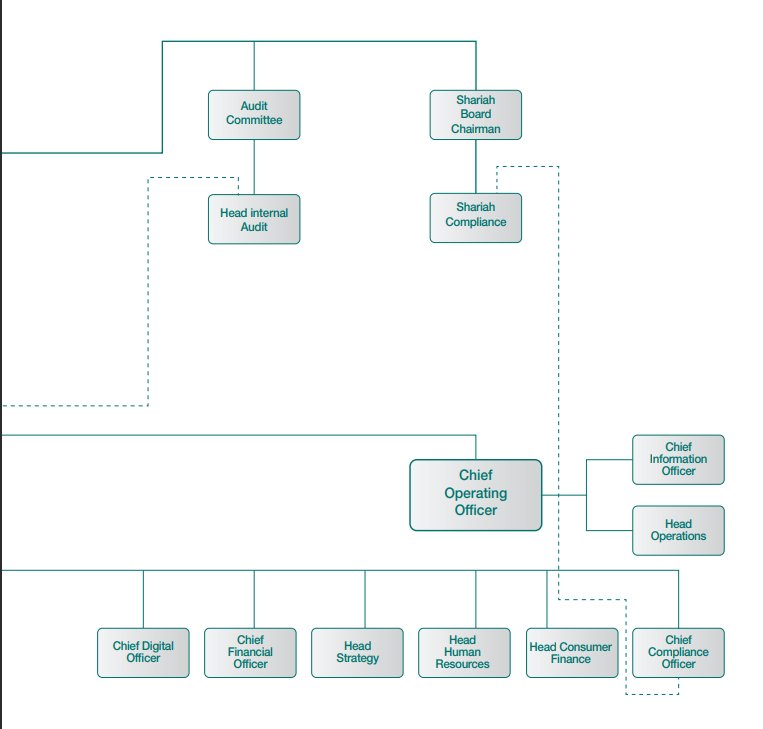 Audit
Committee
Shariah
Board
Chairman
Head internal
Audit
Shariah
Compliance
Chief
Operating
Officer
Chief
Information
Officer
Head
Operations
Chief Digital
Officer
Chief
Financial
Officer
Head
Strategy
Head
Human
Resources
Head Consumer
Finance
Chief
Compliance
Officer